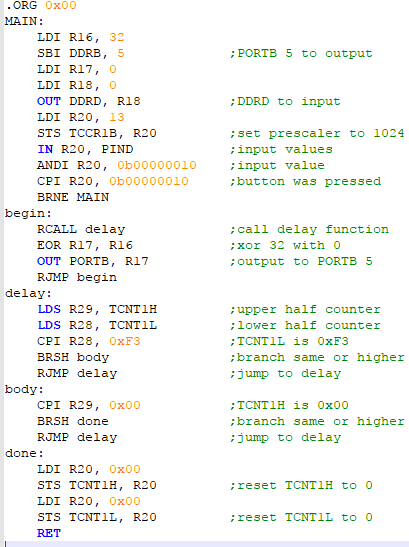 .ORG 0x00
MAIN:
LDI R16, 32
SBI DDRB, 5 ;PORTB 5 to output
LDI R17, 0
LDI R18, 0
OUT DDRD, R18 ;DDRD to input
LDI R20, 13
STS TCCR1B, R20 ;set prescaler to 1024
IN R20, PIND ;input values
ANDI R20, 0b00000010 ;input value
CPI R20, 0b00000010 ;button was pressed
BRNE MAIN
begin:
RCALL delay ;call delay function
EOR R17, R16 ;xor 32 with 0
OUT PORTB, R17 ;output to PORTB 5
RJMP begin
delay:
LDS R29, TCNT1H ;upper half counter
LDS R28, TCNT1L ;lower half counter
CPI R28, 0xF3 ;TCNT1L is 0xF3
BRSH body ;branch same or higher
RJMP delay ;jump to delay
body:
CPI R29, 0x00 ;TCNT1H is 0x00
BRSH done ;branch same or higher
RJMP delay ;jump to delay
done:
LDI R20, 0x00
STS TCNT1H, R20 ;reset TCNT1H to 0
LDI R20, 0x00
STS TCNT1L, R20 ;reset TCNT1L to 0
RET